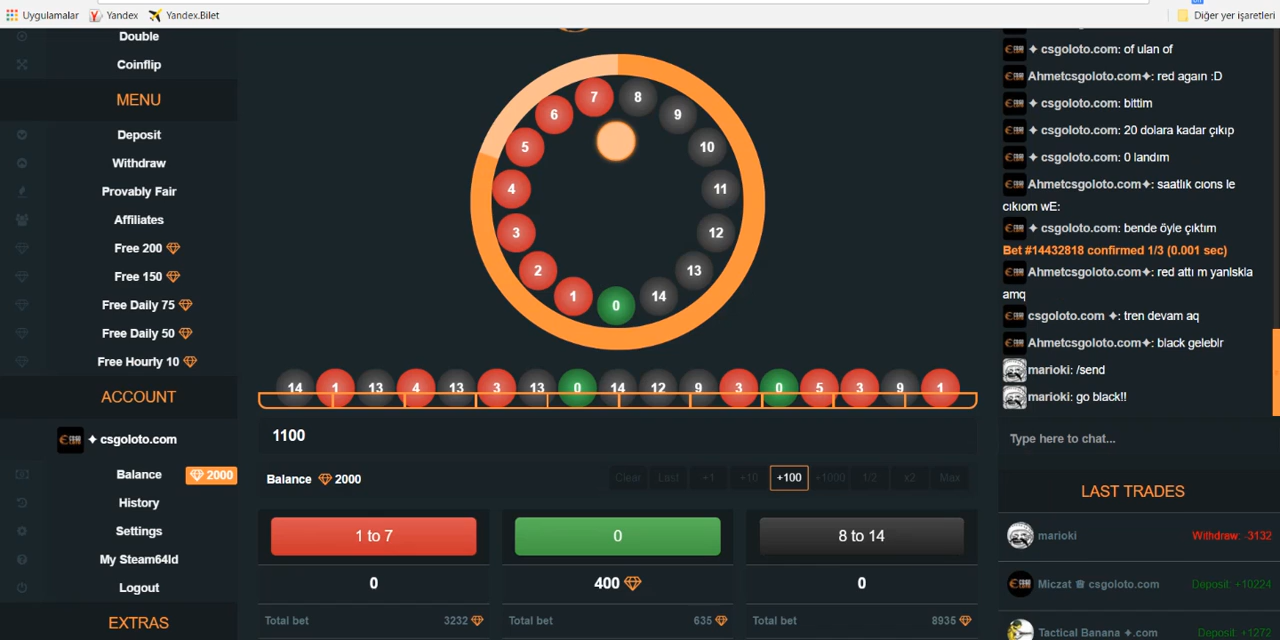 Uygulamalar Yandex Yandex.Bilet Diğer yer işaretleri
Double
Coinflip
MENU
Deposit
Withdraw
Provably Fair
Affiliates
Free 200
Free 150
Free Daily 75
Free Daily 50
Free Hourly 10
ACCOUNT
✦ csgoloto.com
Balance 2000
History
Settings
My Steam64Id
Logout
EXTRAS
7 8
6 9
5 10
4 11
3 12
2 13
1 14
0
14 1 13 4 13 3 13 0 14 12 9 3 0 5 3 9 1
1100
Balance 2000
Clear Last +1 +10 +100 +1000 1/2 x2 Max
1 to 7 0 8 to 14
0 400 0
Total bet 3232 Total bet 635 Total bet 8935
✦ csgoloto.com: of ulan of
Ahmetcsgoloto.com✦: red agaın :D
✦ csgoloto.com: bittim
✦ csgoloto.com: 20 dolara kadar çıkıp
✦ csgoloto.com: 0 landım
Ahmetcsgoloto.com✦: saatlık cıons le
cıkıom wE:
✦ csgoloto.com: bende öyle çıktım
Bet #14432818 confirmed 1/3 (0.001 sec)
Ahmetcsgoloto.com✦: red attı m yanlskla
amq
csgoloto.com ✦: tren devam aq
Ahmetcsgoloto.com✦: black gelebIr
marioki: /send
marioki: go black!!
Type here to chat...
LAST TRADES
marioki Withdraw: -3132
Miczat ♛ csgoloto.com Deposit: +10224
Tactical Banana ✦.com Deposit: +1272